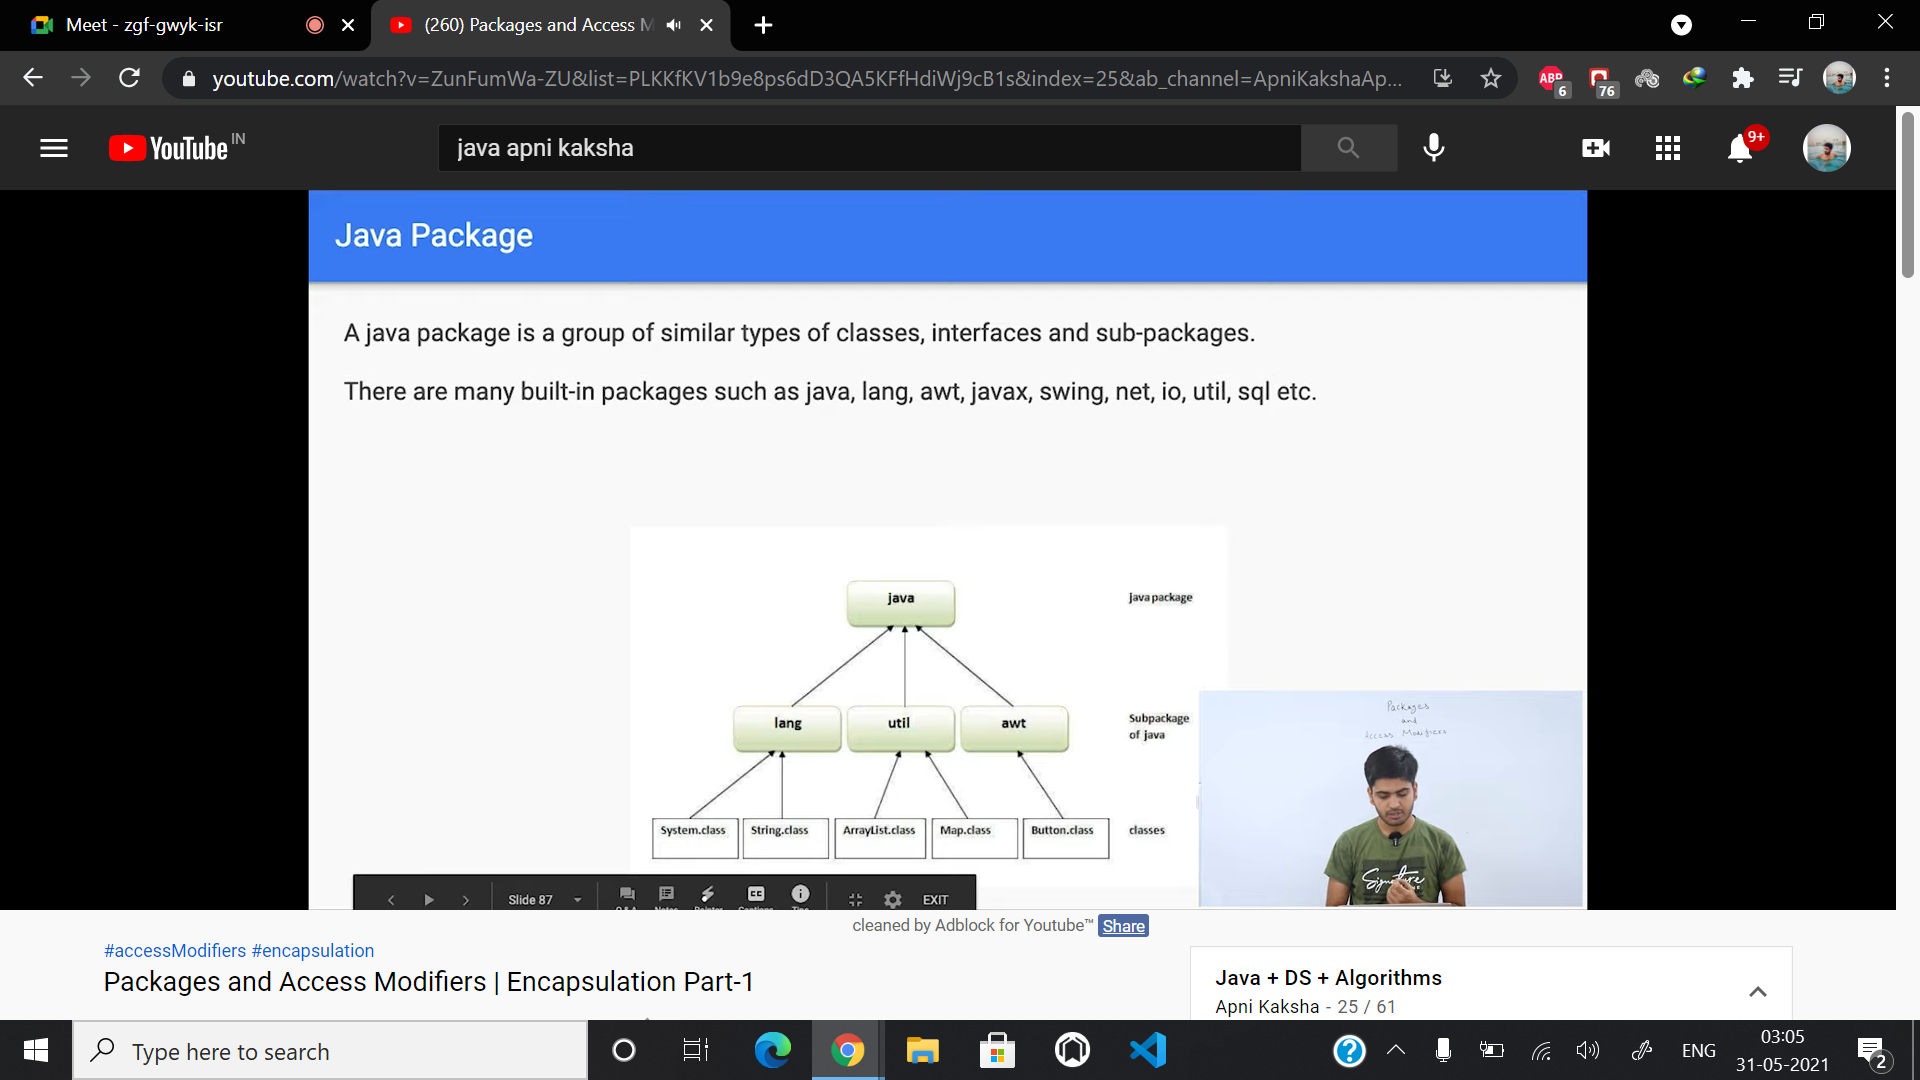 Meet - zgf-gwyk-isr
(260) Packages and Access M
youtube.com/watch?v=ZunFumWa-ZU&list=PLKKfKV1b9e8ps6dD3QA5KFfHdiWj9cB1s&index=25&ab_channel=ApniKakshaAp...
ABP
6
76
YouTube IN
java apni kaksha
9+
Java Package
A java package is a group of similar types of classes, interfaces and sub-packages.
There are many built-in packages such as java, lang, awt, javax, swing, net, io, util, sql etc.
java
java package
lang
util
awt
Subpackage
of java
System.class
String.class
ArrayList.class
Map.class
Button.class
classes
Packages
and
Access Modifiers
Signature
Slide 87
Q & A
Notes
Pointer
Captions
Tips
EXIT
cleaned by Adblock for Youtube™ Share
#accessModifiers #encapsulation
Packages and Access Modifiers | Encapsulation Part-1
Java + DS + Algorithms
Apni Kaksha - 25 / 61
Type here to search
ENG
03:05
31-05-2021
2